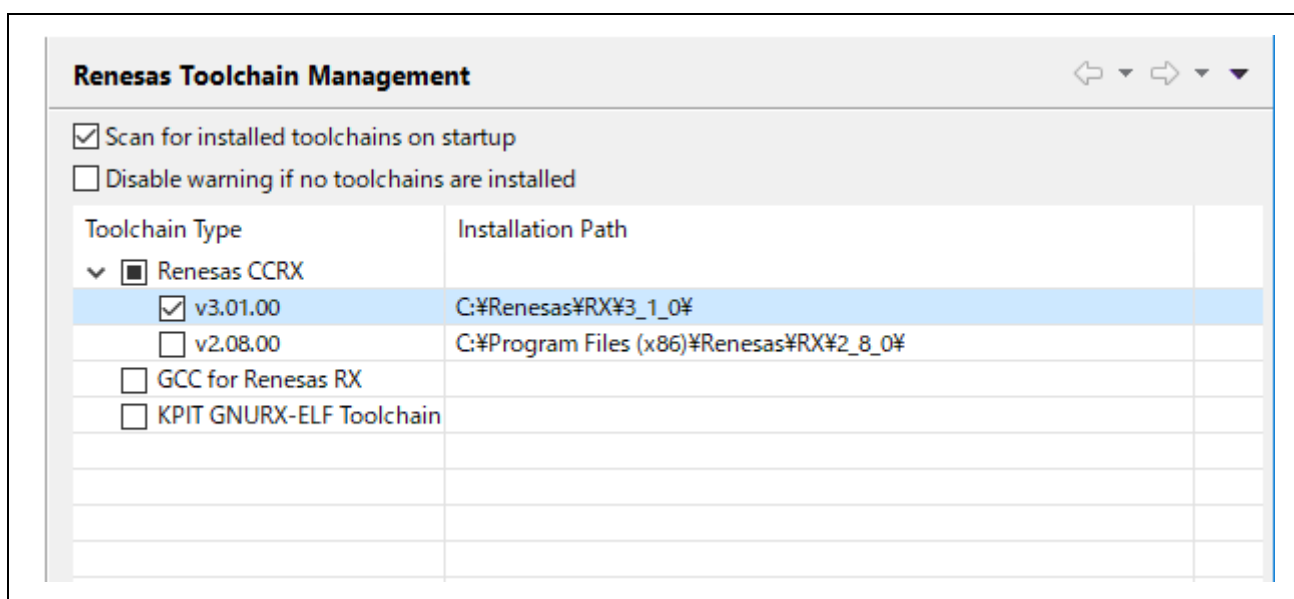 Renesas Toolchain Management
Scan for installed toolchains on startup
Disable warning if no toolchains are installed
Toolchain Type Installation Path
Renesas CCRX
v3.01.00 C:¥Renesas¥RX¥3_1_0¥
v2.08.00 C:¥Program Files (x86)¥Renesas¥RX¥2_8_0¥
GCC for Renesas RX
KPIT GNURX-ELF Toolchain